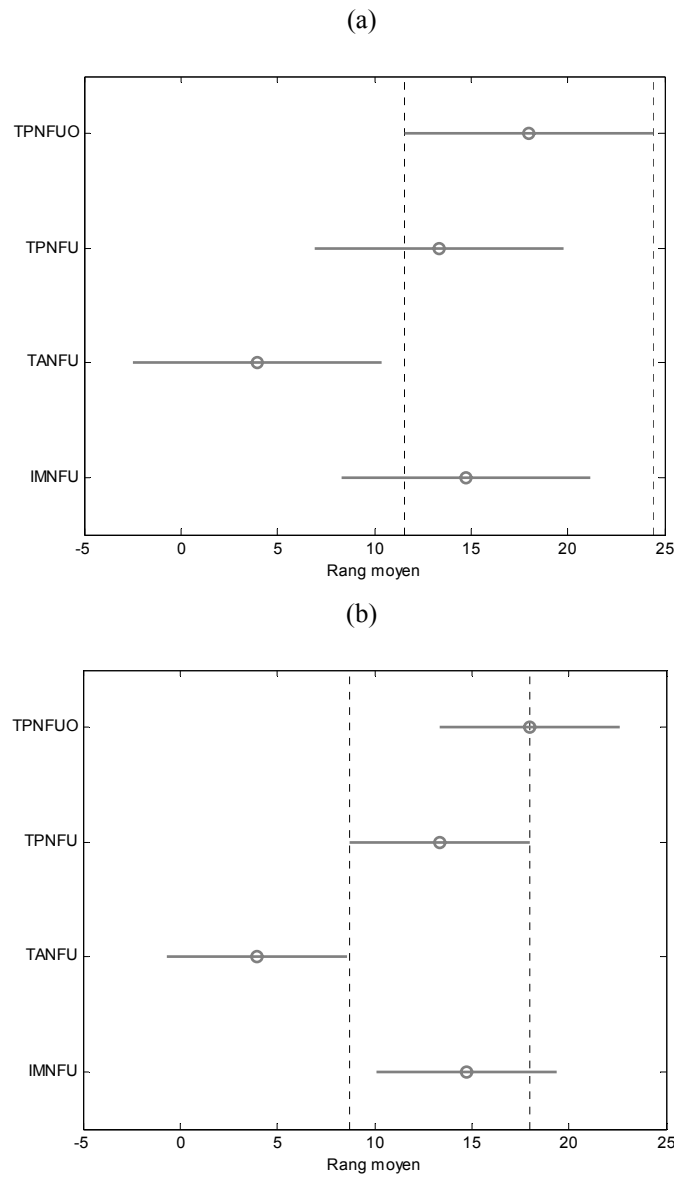 (a)
TPNFUO
TPNFU
TANFU
IMNFU
-5 0 5 10 15 20 25
Rang moyen
(b)
TPNFUO
TPNFU
TANFU
IMNFU
-5 0 5 10 15 20 25
Rang moyen